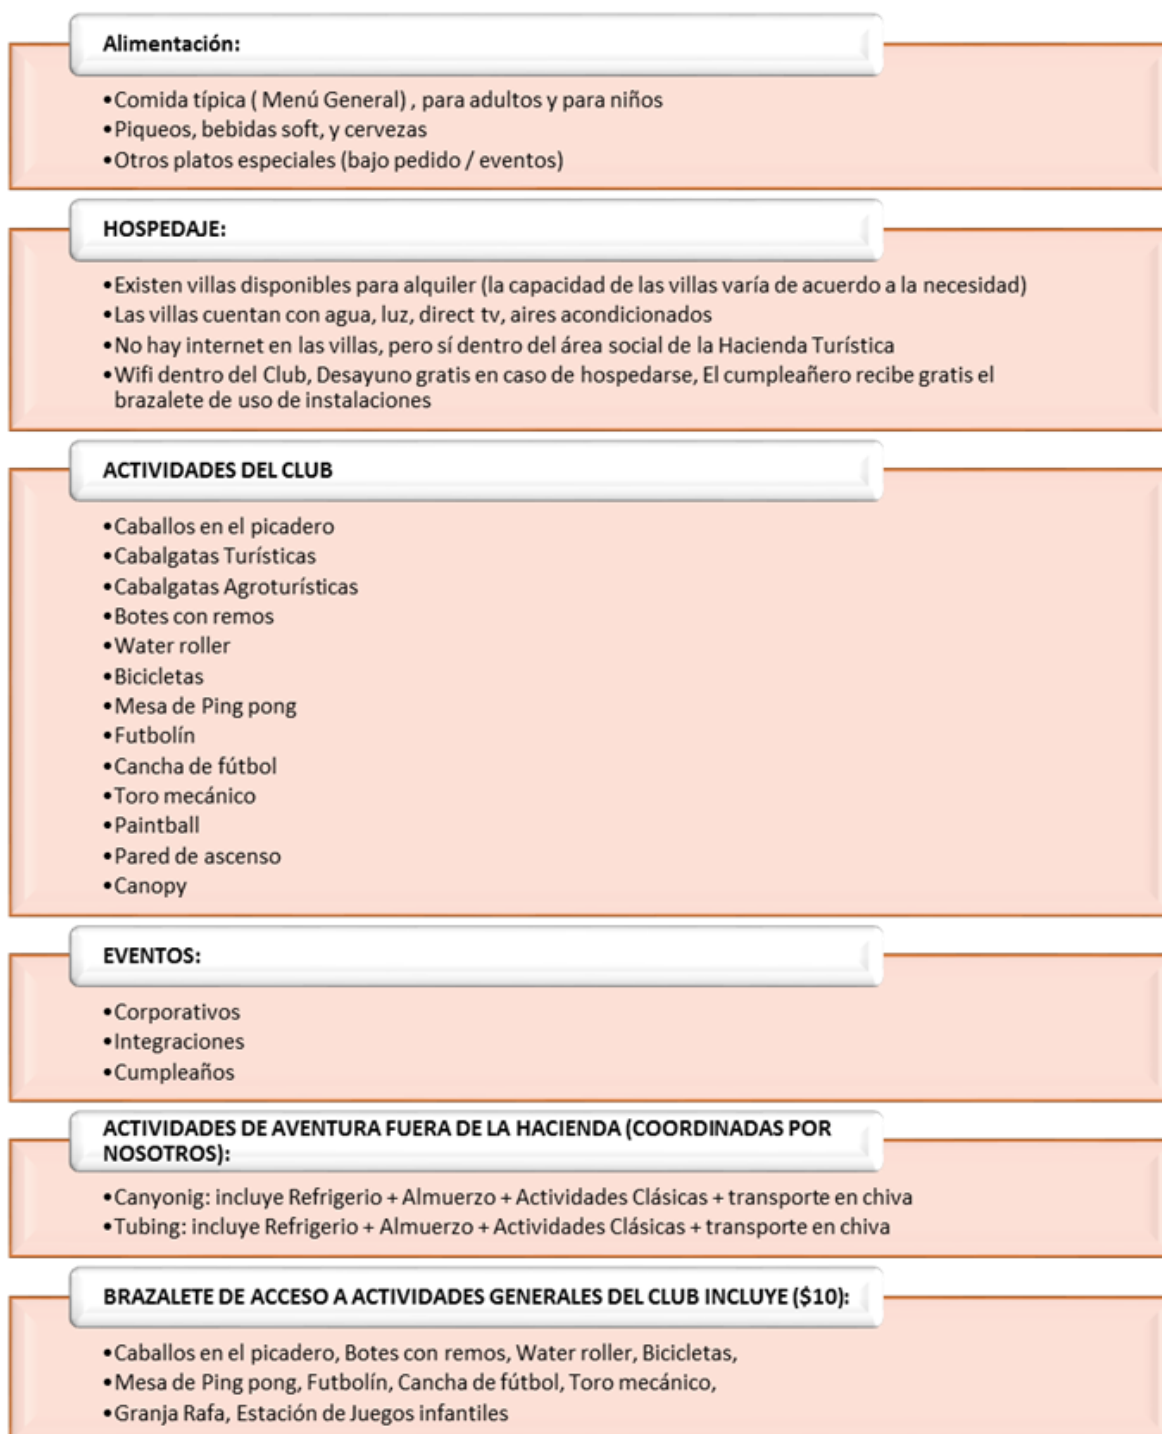 Alimentación:
•Comida típica ( Menú General) , para adultos y para niños
•Piqueos, bebidas soft, y cervezas
•Otros platos especiales (bajo pedido / eventos)
HOSPEDAJE:
•Existen villas disponibles para alquiler (la capacidad de las villas varía de acuerdo a la necesidad)
•Las villas cuentan con agua, luz, direct tv, aires acondicionados
•No hay internet en las villas, pero sí dentro del área social de la Hacienda Turística
•Wifi dentro del Club, Desayuno gratis en caso de hospedarse, El cumpleañero recibe gratis el
brazalete de uso de instalaciones
ACTIVIDADES DEL CLUB
•Caballos en el picadero
•Cabalgatas Turísticas
•Cabalgatas Agroturísticas
•Botes con remos
•Water roller
•Bicicletas
•Mesa de Ping pong
•Futbolín
•Cancha de fútbol
•Toro mecánico
•Paintball
•Pared de ascenso
•Canopy
EVENTOS:
•Corporativos
•Integraciones
•Cumpleaños
ACTIVIDADES DE AVENTURA FUERA DE LA HACIENDA (COORDINADAS POR
NOSOTROS):
•Canyonig: incluye Refrigerio + Almuerzo + Actividades Clásicas + transporte en chiva
•Tubing: incluye Refrigerio + Almuerzo + Actividades Clásicas + transporte en chiva
BRAZALETE DE ACCESO A ACTIVIDADES GENERALES DEL CLUB INCLUYE ($10):
•Caballos en el picadero, Botes con remos, Water roller, Bicicletas,
•Mesa de Ping pong, Futbolín, Cancha de fútbol, Toro mecánico,
•Granja Rafa, Estación de Juegos infantiles